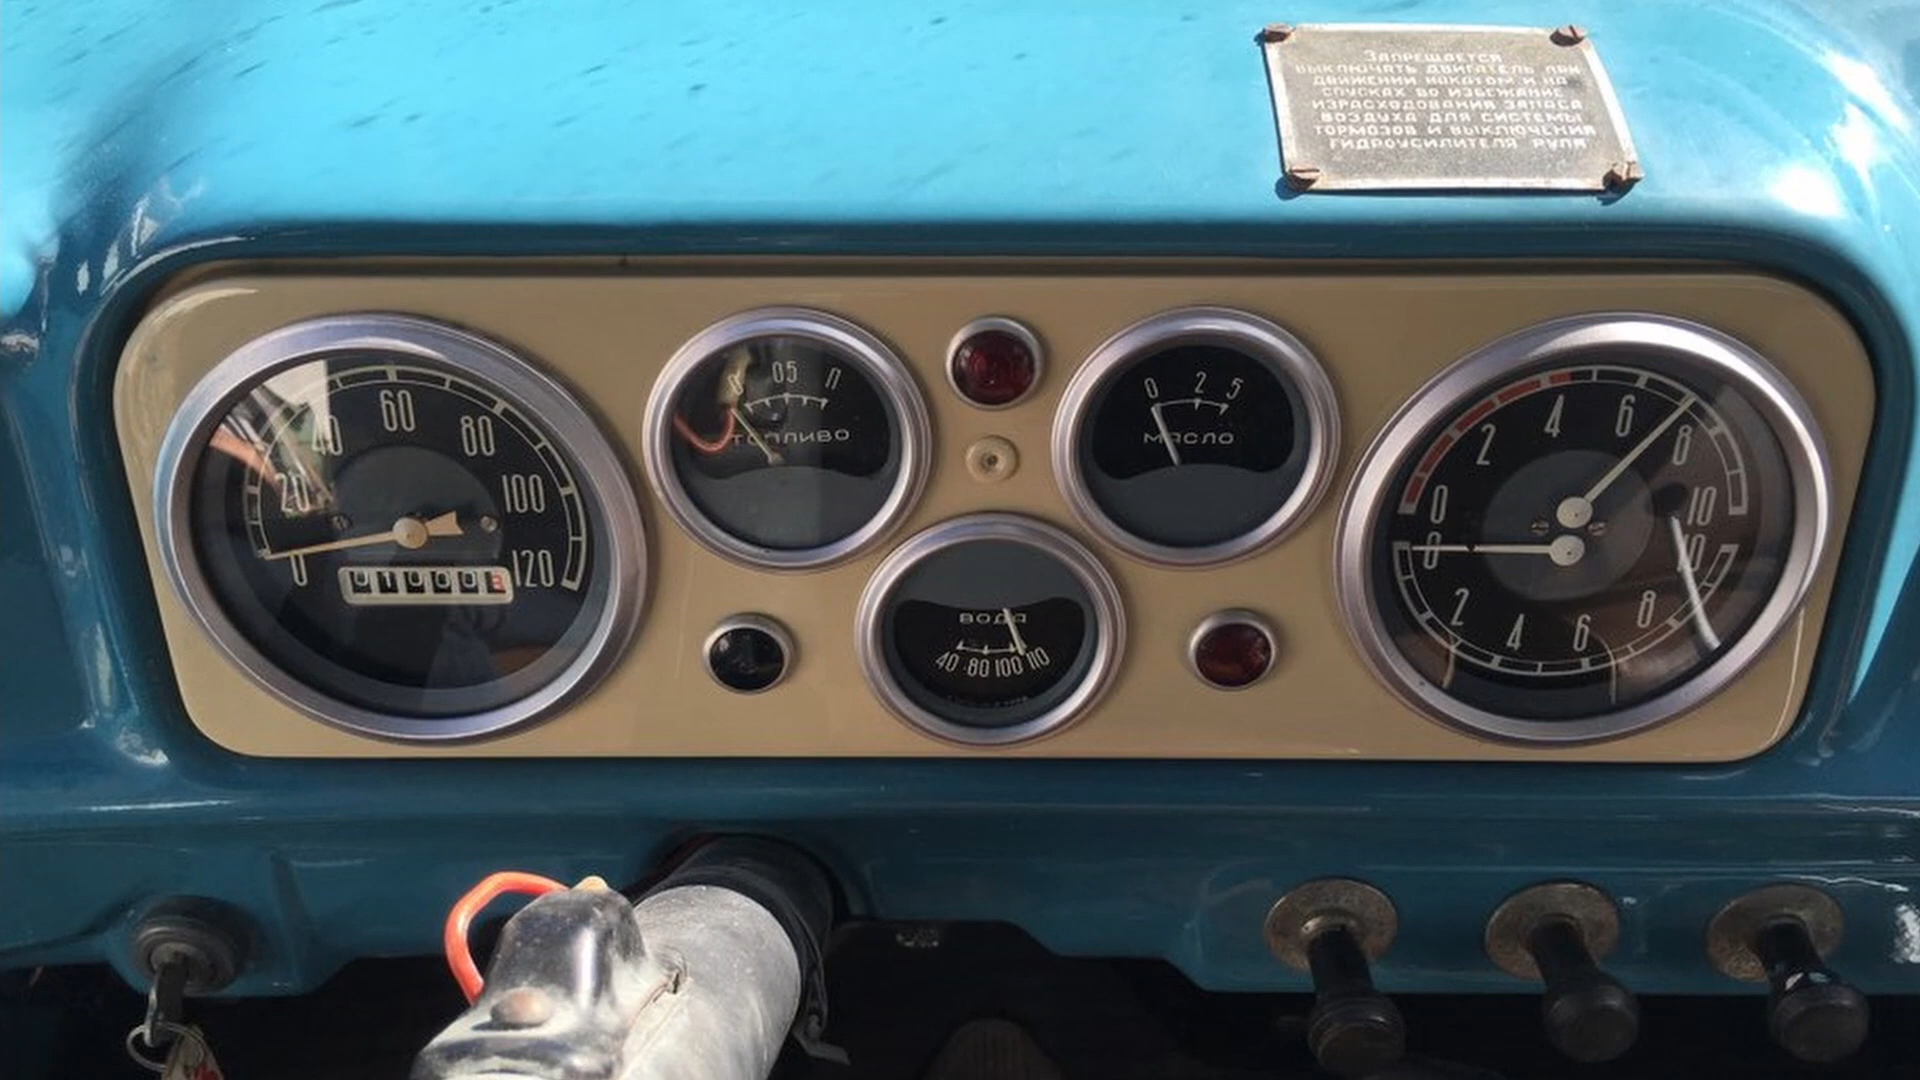 Запрещается
выключать двигатель при
движении накатом и на
спусках во избежание
израсходования запаса
воздуха для системы
тормозов и выключения
гидроусилителя руля
20 40 60 80 100 120
0
010003
0 05 П
ТОПЛИВО
0 2 5
МАСЛО
ВОДА
40 80 100 110
0 2 4 6 8 10
0 2 4 6 8 10